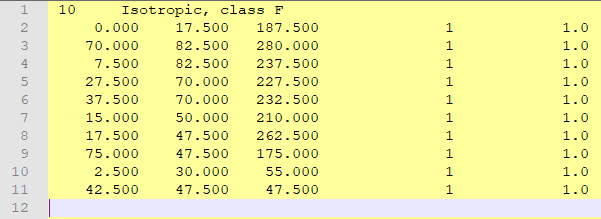 1 10 Isotropic, class F
2 0.000 17.500 187.500 1 1.0
3 70.000 82.500 280.000 1 1.0
4 7.500 82.500 237.500 1 1.0
5 27.500 70.000 227.500 1 1.0
6 37.500 70.000 232.500 1 1.0
7 15.000 50.000 210.000 1 1.0
8 17.500 47.500 262.500 1 1.0
9 75.000 47.500 175.000 1 1.0
10 2.500 30.000 55.000 1 1.0
11 42.500 47.500 47.500 1 1.0
12